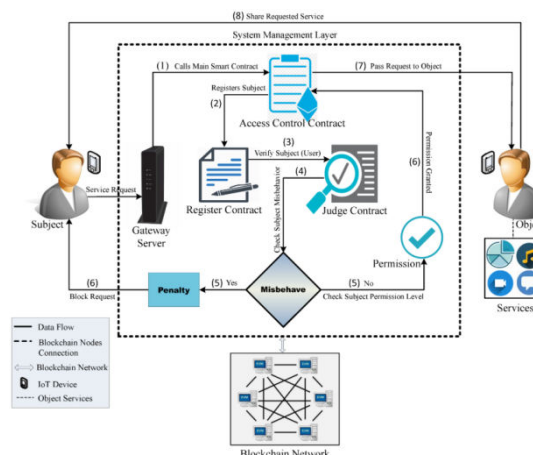 (8) Share Requested Service
System Management Layer
(1) Calls Main Smart Contract
(7) Pass Request to Object
Registers Subject
(2)
Access Control Contract
(3)
Verify Subject (User)
(4)
(6)
Permission Granted
Service Request
Subject
Gateway
Server
Register Contract
Judge Contract
Check Subject Misbehavior
Obje
Permission
(6)
Block Request
Penalty
(5) Yes
Misbehave
(5) No
Check Subject Permission Level
Services
Data Flow
Blockchain Nodes
Connection
Blockchain Network
IoT Device
Object Services
Blockchain Network